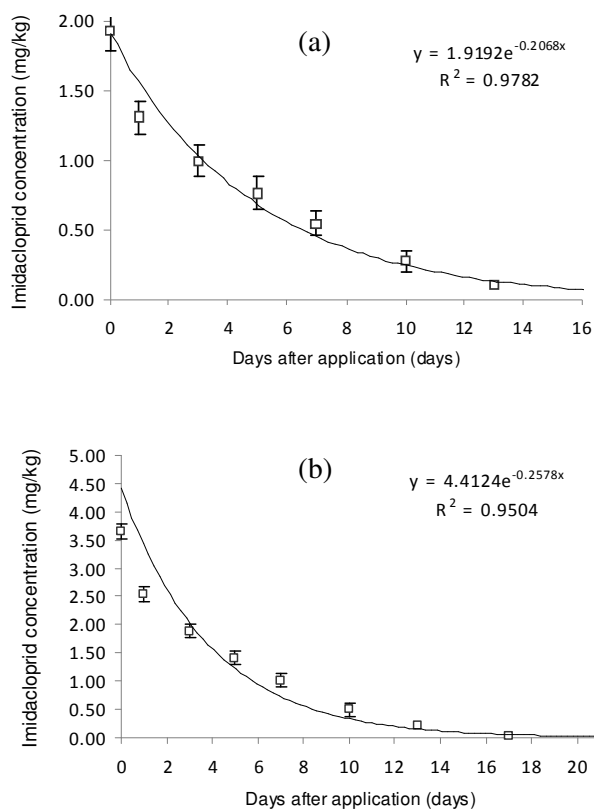 (a)
y = 1.9192e^-0.2068x
R^2 = 0.9782
Imidacloprid concentration (mg/kg)
2.00
1.50
1.00
0.50
0.00
0 2 4 6 8 10 12 14 16
Days after application (days)
(b)
y = 4.4124e^-0.2578x
R^2 = 0.9504
Imidacloprid concentration (mg/kg)
5.00
4.50
4.00
3.50
3.00
2.50
2.00
1.50
1.00
0.50
0.00
0 2 4 6 8 10 12 14 16 18 20
Days after application (days)